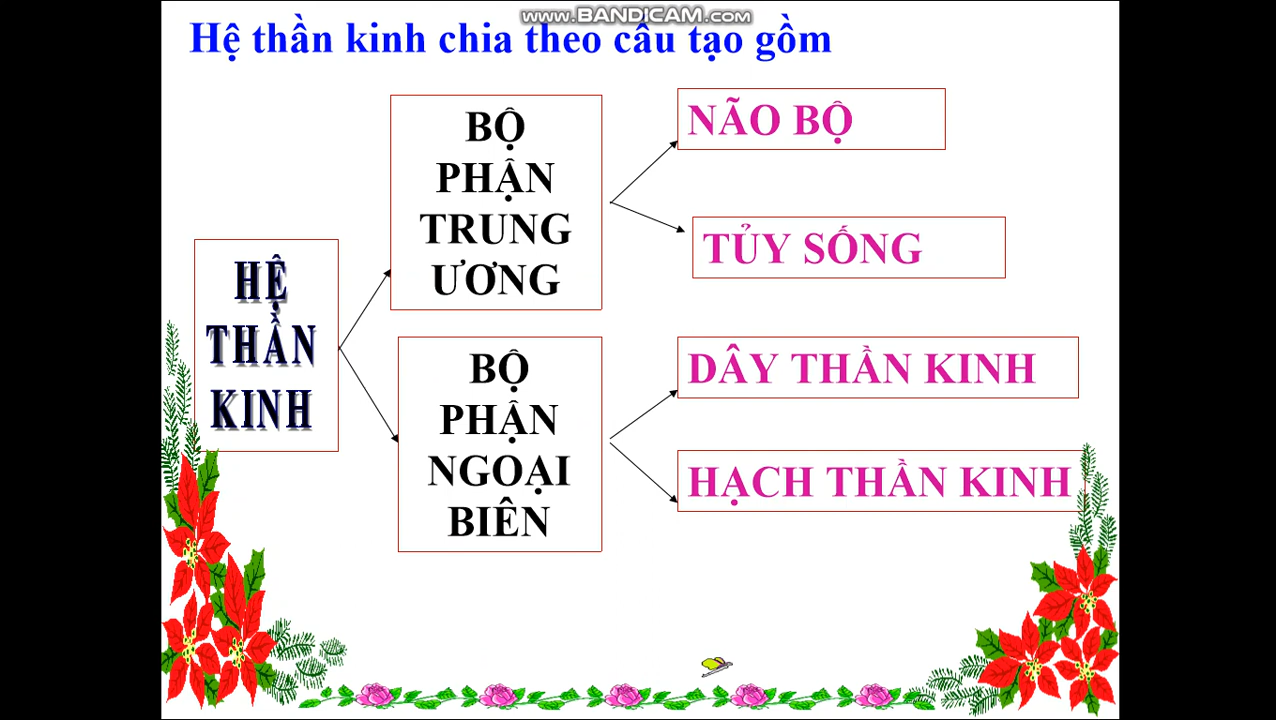 www.BANDICAM.com
Hệ thần kinh chia theo cấu tạo gồm
HỆ
THẦN
KINH
BỘ
PHẬN
TRUNG
ƯƠNG
NÃO BỘ
TỦY SỐNG
BỘ
PHẬN
NGOẠI
BIÊN
DÂY THẦN KINH
HẠCH THẦN KINH